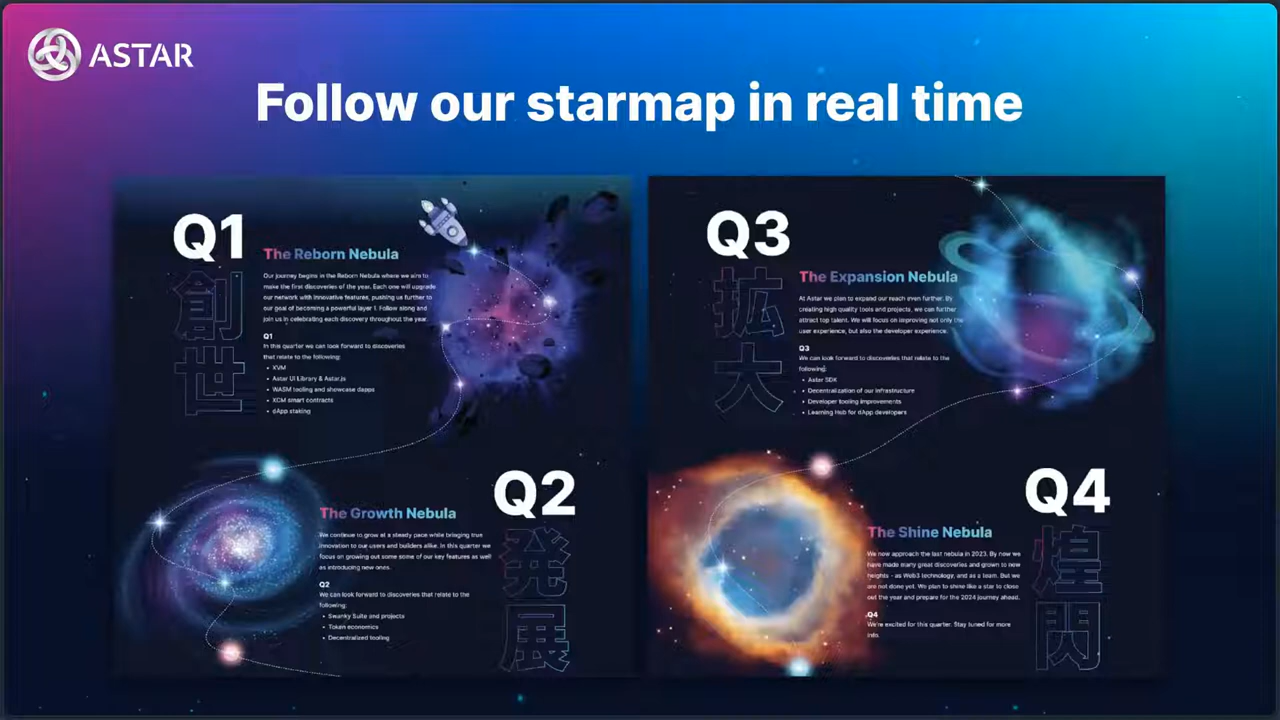 ASTAR
Follow our starmap in real time
Q1
創世
The Reborn Nebula
Our journey begins in the Reborn Nebula where we aim to
make the first discoveries of the year. Each one will upgrade
our network with innovative features, pushing us further to
our goal of becoming a powerful layer 1. Follow along and
join us in celebrating each discovery throughout the year.
Q1
In this quarter we can look forward to discoveries
that relate to the following:
• XVM
• Astar UI Library & Astar.js
• WASM tooling and showcase dapps
• XCM smart contracts
• dApp staking
Q2
発展
The Growth Nebula
We continue to grow at a steady pace while bringing true
innovation to our users and builders alike. In this quarter we
focus on growing out some some of our key features as well
as introducing new ones.
Q2
We can look forward to discoveries that relate to the
following:
• Swanky Suite and projects
• Token economics
• Decentralized tooling
Q3
拡大
The Expansion Nebula
At Astar we plan to expand our reach even further. By
creating high quality tools and projects, we can further
attract top talent. We will focus on improving not only the
user experience, but also the developer experience.
Q3
We can look forward to discoveries that relate to the
following:
• Astar SDK
• Decentralization of our infrastructure
• Developer tooling improvements
• Learning Hub for dApp developers
Q4
煌閃
The Shine Nebula
We now approach the last nebula in 2023. By now we
have made many great discoveries and grown to new
heights - as Web3 technology, and as a team. But we
are not done yet. We plan to shine like a star to close
out the year and prepare for the 2024 journey ahead.
Q4
We're excited for this quarter. Stay tuned for more
info.